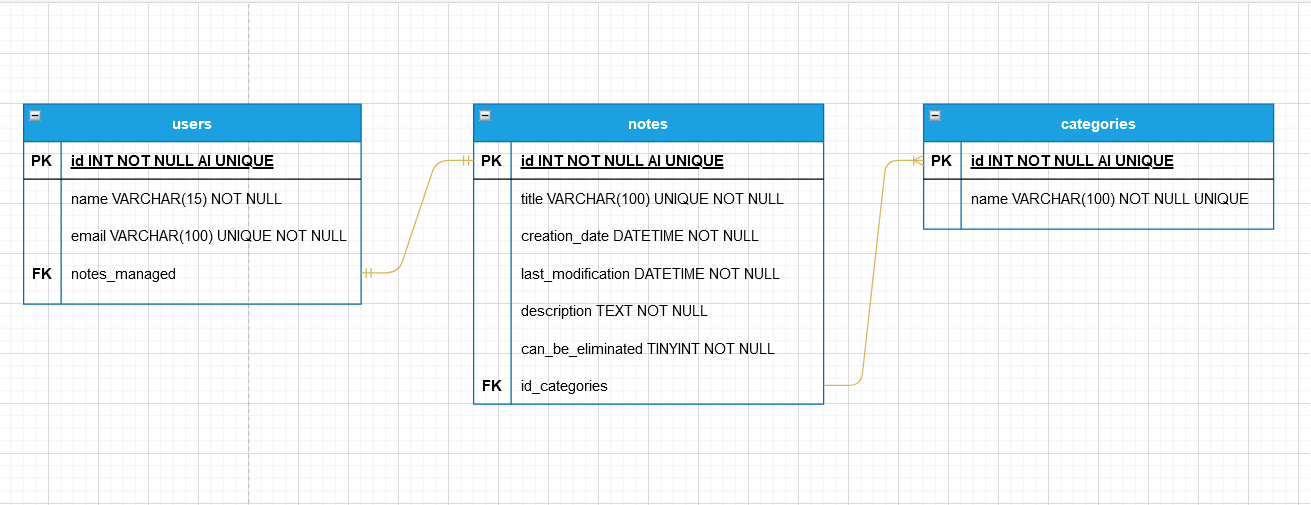 users
PK id INT NOT NULL AI UNIQUE
name VARCHAR(15) NOT NULL
email VARCHAR(100) UNIQUE NOT NULL
FK notes_managed
notes
PK id INT NOT NULL AI UNIQUE
title VARCHAR(100) UNIQUE NOT NULL
creation_date DATETIME NOT NULL
last_modification DATETIME NOT NULL
description TEXT NOT NULL
can_be_eliminated TINYINT NOT NULL
FK id_categories
categories
PK id INT NOT NULL AI UNIQUE
name VARCHAR(100) NOT NULL UNIQUE